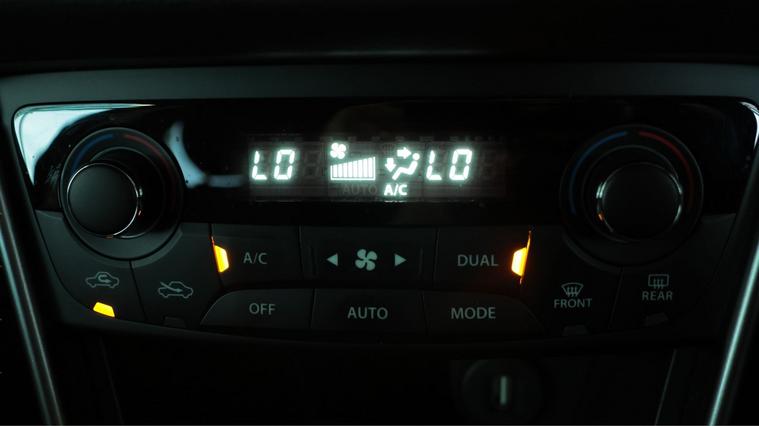 LO LO
AUTO A/C
A/C DUAL
OFF AUTO MODE FRONT REAR